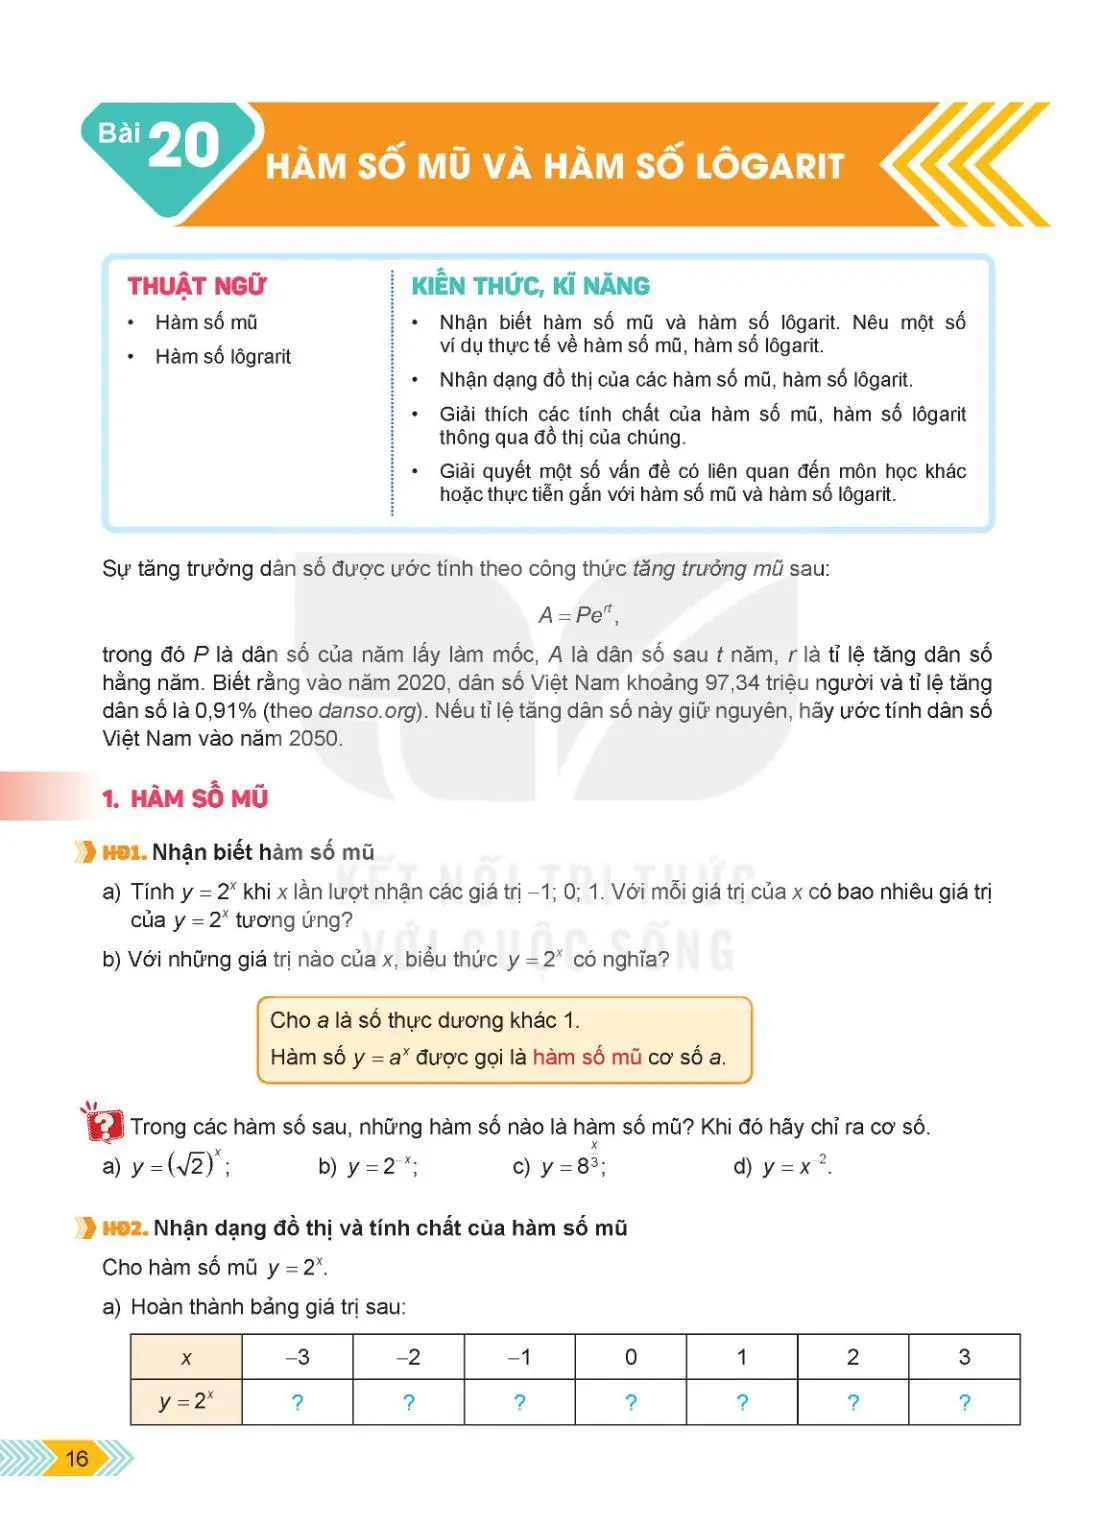 Bài 20
HÀM SỐ MŨ VÀ HÀM SỐ LÔGARIT
THUẬT NGỮ
• Hàm số mũ
• Hàm số lôgrarit
KIẾN THỨC, KĨ NĂNG
• Nhận biết hàm số mũ và hàm số lôgarit. Nêu một số
ví dụ thực tế về hàm số mũ, hàm số lôgarit.
• Nhận dạng đồ thị của các hàm số mũ, hàm số lôgarit.
• Giải thích các tính chất của hàm số mũ, hàm số lôgarit
thông qua đồ thị của chúng.
• Giải quyết một số vấn đề có liên quan đến môn học khác
hoặc thực tiễn gắn với hàm số mũ và hàm số lôgarit.
Sự tăng trưởng dân số được ước tính theo công thức tăng trưởng mũ sau:
A = Pe^{rt},
trong đó P là dân số của năm lấy làm mốc, A là dân số sau t năm, r là tỉ lệ tăng dân số
hằng năm. Biết rằng vào năm 2020, dân số Việt Nam khoảng 97,34 triệu người và tỉ lệ tăng
dân số là 0,91% (theo danso.org). Nếu tỉ lệ tăng dân số này giữ nguyên, hãy ước tính dân số
Việt Nam vào năm 2050.
1. HÀM SỐ MŨ
HĐ1. Nhận biết hàm số mũ
KẾT NỐI TRI THỨC
a) Tính y = 2^x khi x lần lượt nhận các giá trị –1; 0; 1. Với mỗi giá trị của x có bao nhiêu giá trị
của y = 2^x tương ứng?
VỚI CUỘC SỐNG
b) Với những giá trị nào của x, biểu thức y = 2^x có nghĩa?
Cho a là số thực dương khác 1.
Hàm số y = a^x được gọi là hàm số mũ cơ số a.
? Trong các hàm số sau, những hàm số nào là hàm số mũ? Khi đó hãy chỉ ra cơ số.
a) y = (√2)^x; b) y = 2^{-x}; c) y = 8^{x/3}; d) y = x^{-2}.
HĐ2. Nhận dạng đồ thị và tính chất của hàm số mũ
Cho hàm số mũ y = 2^x.
a) Hoàn thành bảng giá trị sau:
x –3 –2 –1 0 1 2 3
y = 2^x ? ? ? ? ? ? ?
16